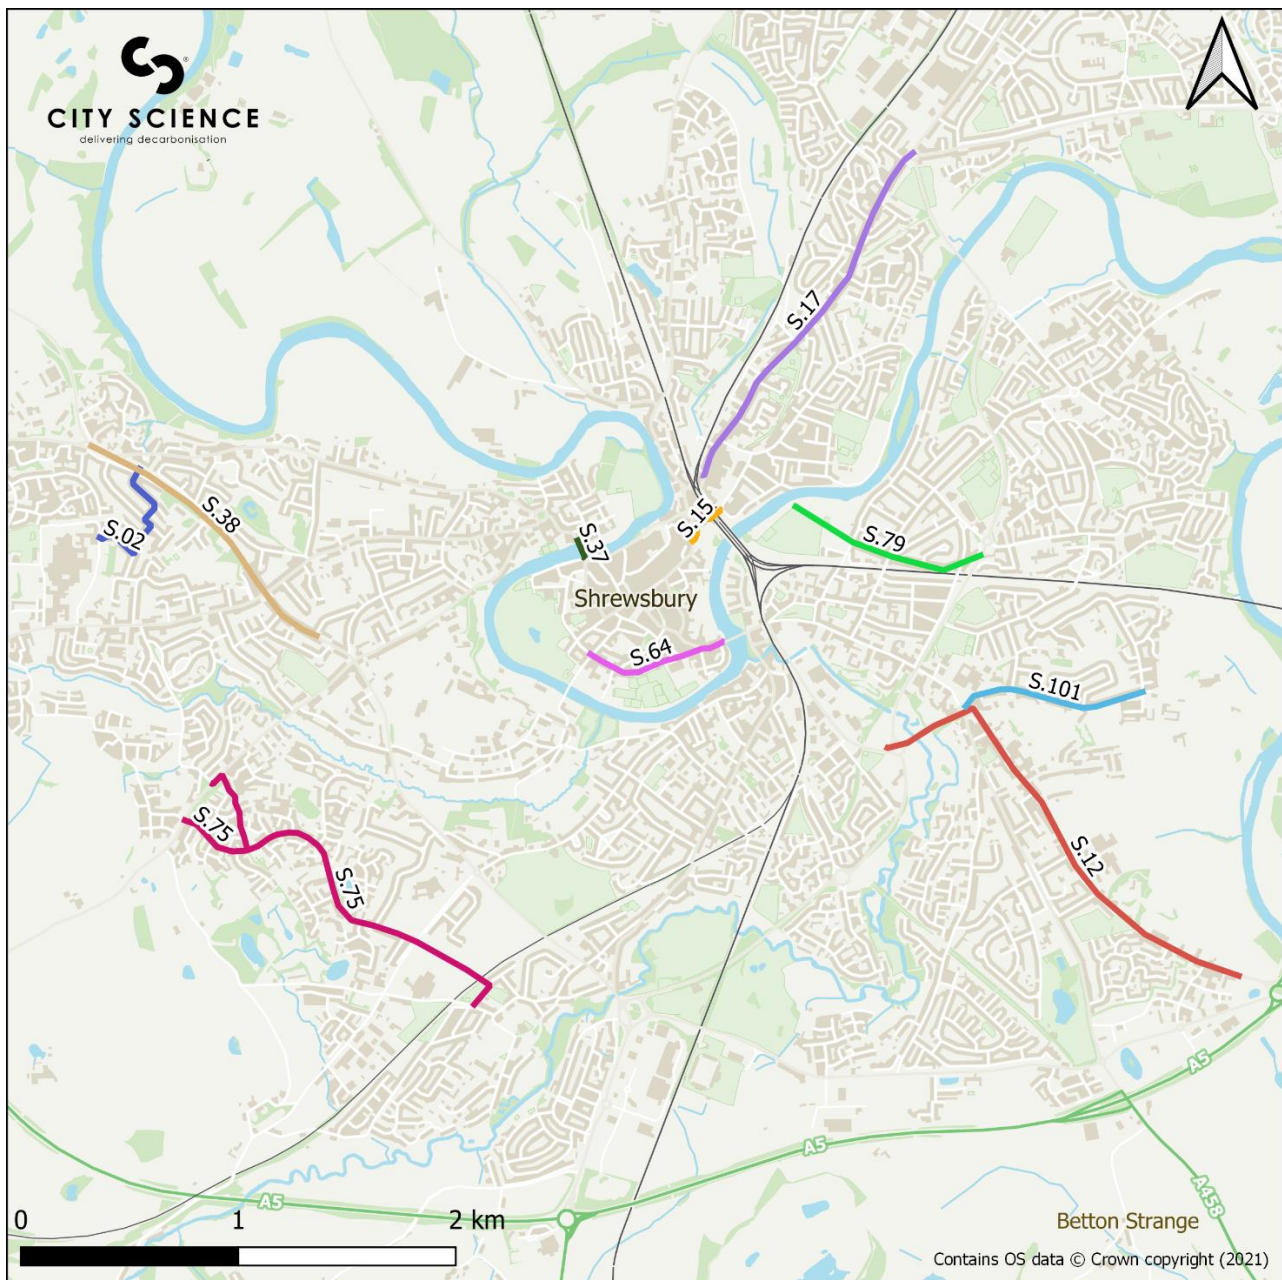 CITY SCIENCE
delivering decarbonisation
S.17
S.38
S.02
S.15
S.37
S.79
Shrewsbury
S.64
S.101
S.75
S.75
S.12
A5
A5
A5
A458
0 1 2 km
Betton Strange
Contains OS data © Crown copyright (2021)